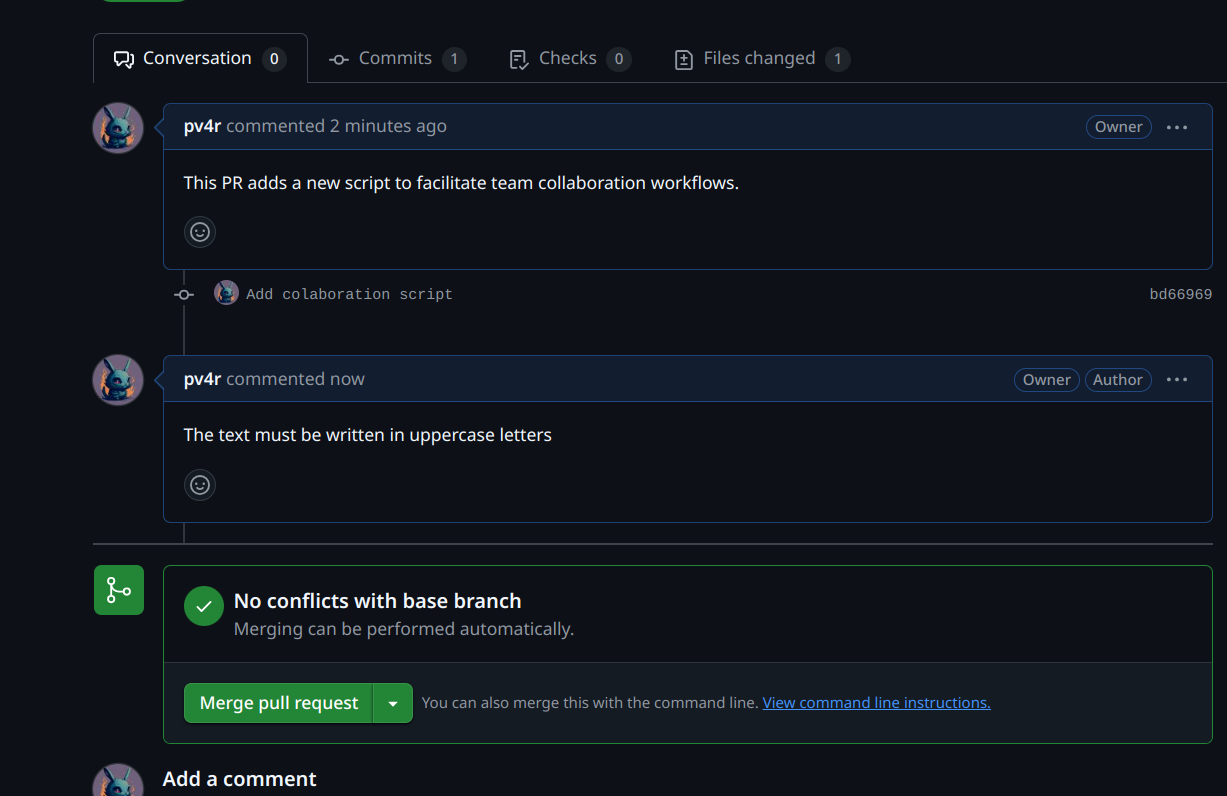 Conversation 0 Commits 1 Checks 0 Files changed 1
pv4r commented 2 minutes ago Owner
This PR adds a new script to facilitate team collaboration workflows.
Add colaboration script bd66969
pv4r commented now Owner Author
The text must be written in uppercase letters
No conflicts with base branch
Merging can be performed automatically.
Merge pull request You can also merge this with the command line. View command line instructions.
Add a comment